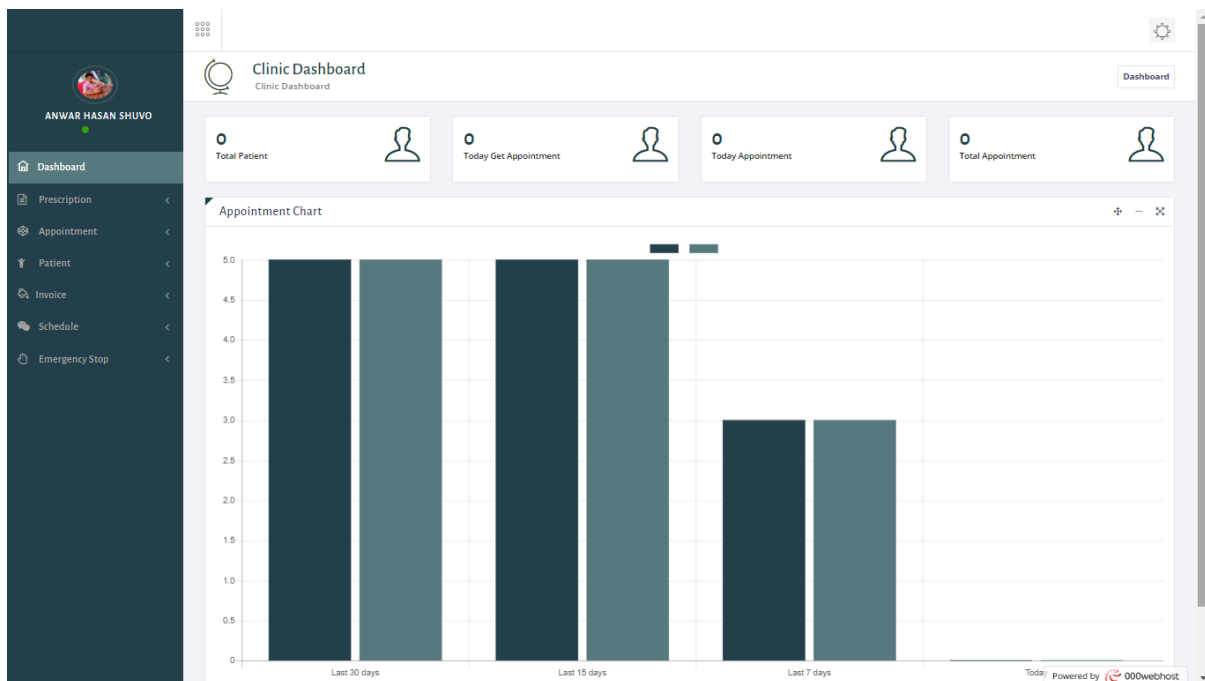 ANWAR HASAN SHUVO
Dashboard
Prescription
Appointment
Patient
Invoice
Schedule
Emergency Stop
Clinic Dashboard
Clinic Dashboard
Dashboard
0
Total Patient
0
Today Get Appointment
0
Today Appointment
0
Total Appointment
Appointment Chart
5.0
4.5
4.0
3.5
3.0
2.5
2.0
1.5
1.0
0.5
0
Last 30 days
Last 15 days
Last 7 days
Today
Powered by 000webhost